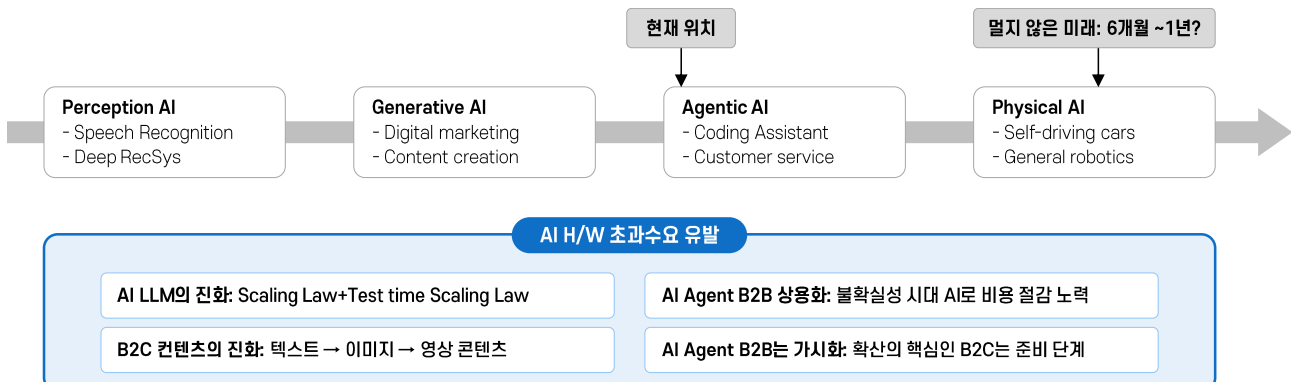 현재 위치
멀지 않은 미래: 6개월 ~1년?
Perception AI
- Speech Recognition
- Deep RecSys
Generative AI
- Digital marketing
- Content creation
Agentic AI
- Coding Assistant
- Customer service
Physical AI
- Self-driving cars
- General robotics
AI H/W 초과수요 유발
AI LLM의 진화: Scaling Law+Test time Scaling Law
AI Agent B2B 상용화: 불확실성 시대 AI로 비용 절감 노력
B2C 컨텐츠의 진화: 텍스트 → 이미지 → 영상 콘텐츠
AI Agent B2B는 가시화: 확산의 핵심인 B2C는 준비 단계